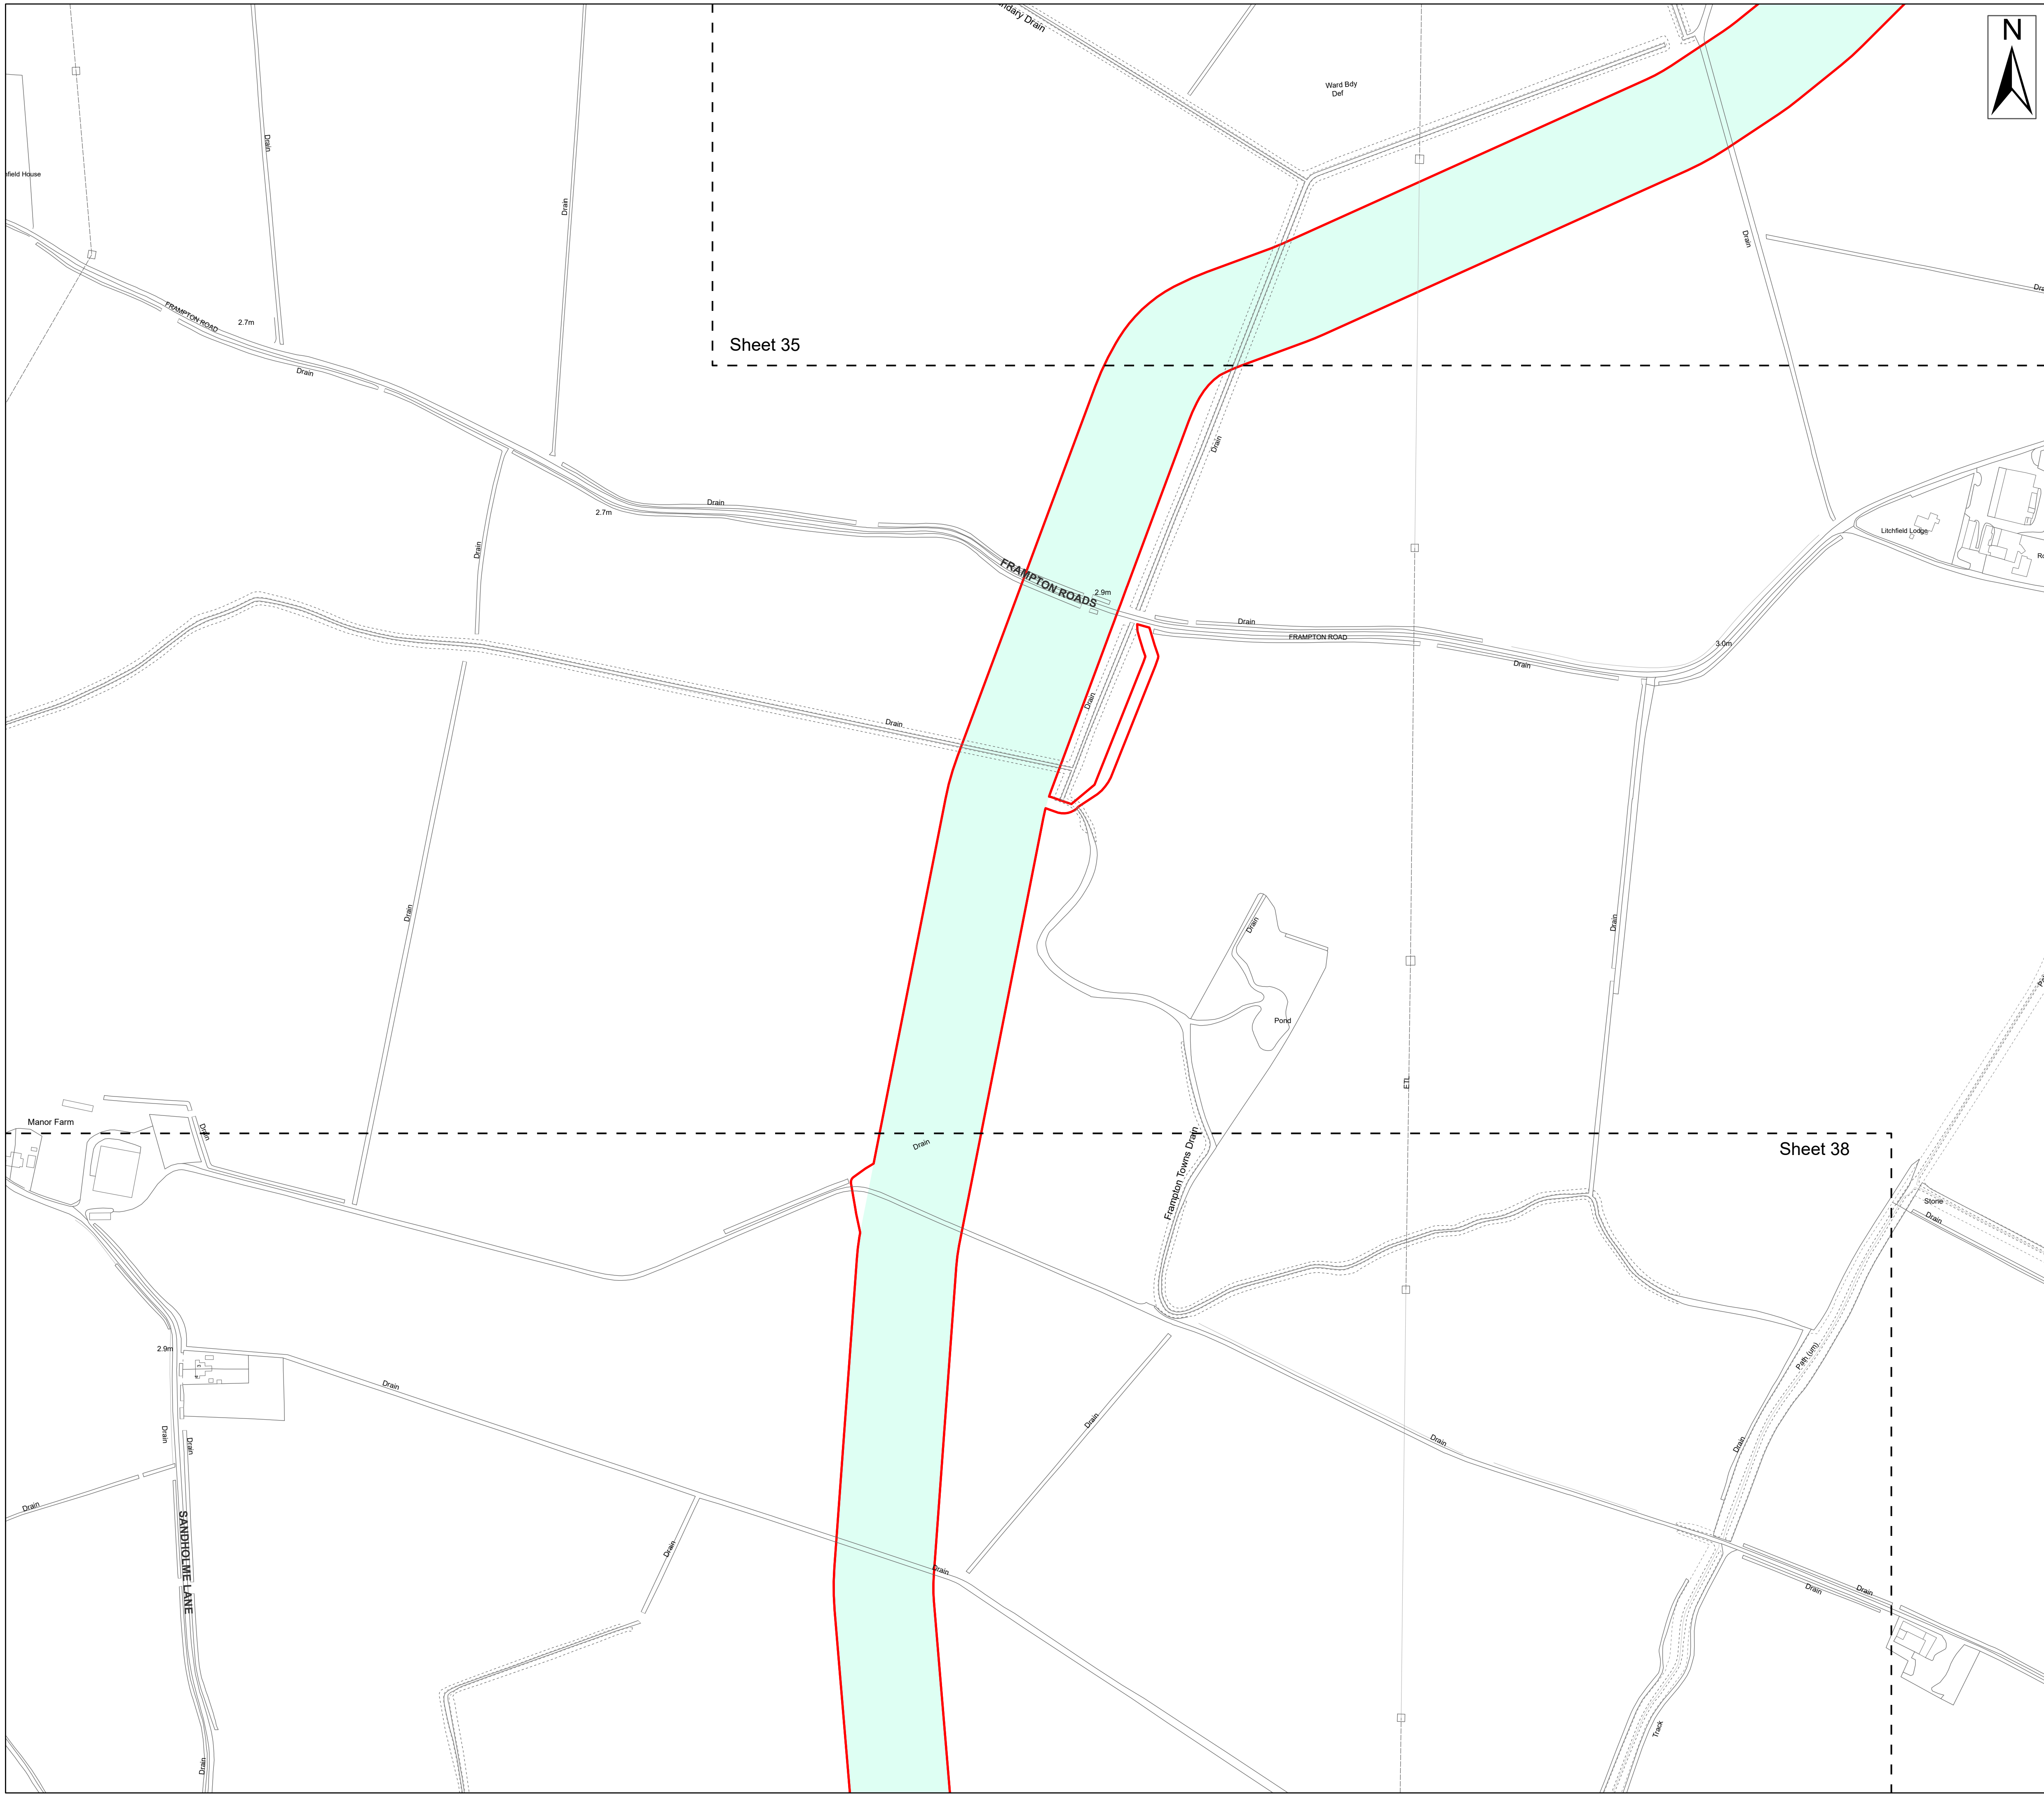 ndary Drain
N
Ward Bdy
Def
Drain
field House
Drain
Drain
Drain
FRAMPTON ROAD
2.7m
Sheet 35
Drain
Drain
Drain
2.7m
Litchfield Lodge
Drain
FRAMPTON ROADS
2.9m
Drain
FRAMPTON ROAD
3.0m
Drain
Drain
Drain
Drain
Drain
Drain
Pond
ETL
Manor Farm
Drain
Drain
Sheet 38
Frampton Towns Drain
Stone
Drain
2.9m
Path (um)
Drain
Drain
Drain
Drain
Drain
Drain
Drain
SANDHOLME LANE
Drain
Drain
Drain
Drain
Track
Drain